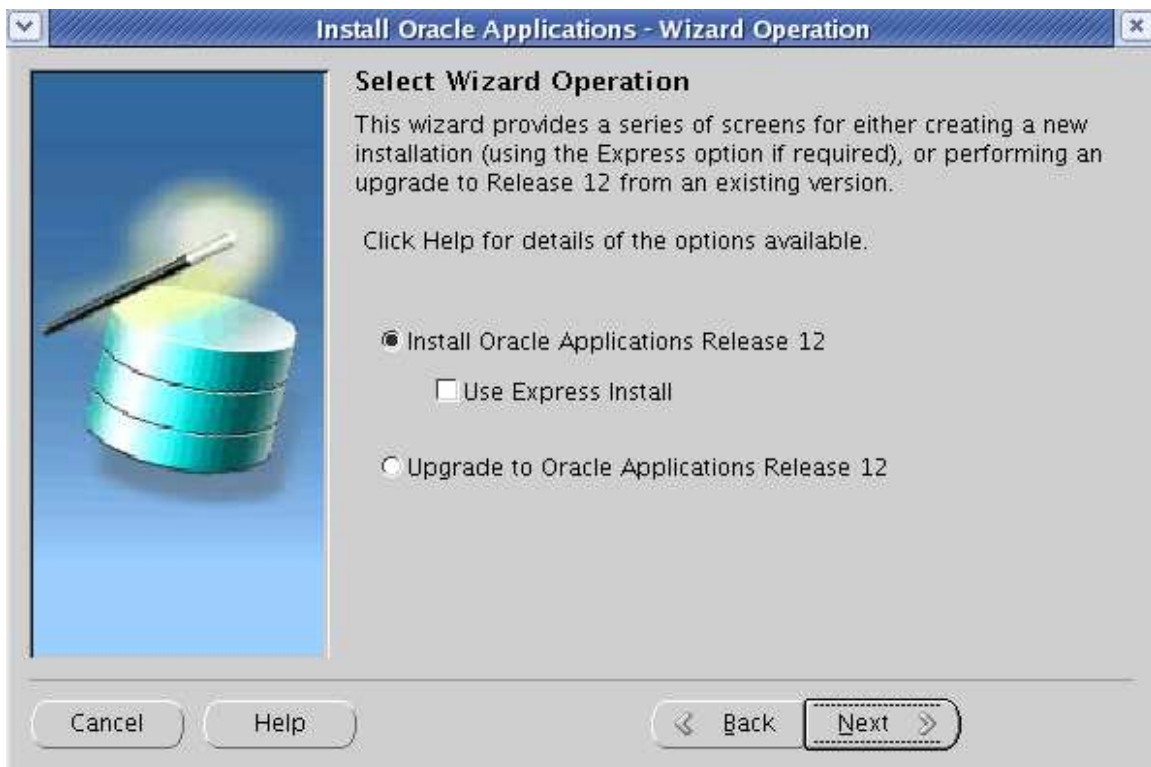 Install Oracle Applications - Wizard Operation
Select Wizard Operation
This wizard provides a series of screens for either creating a new
installation (using the Express option if required), or performing an
upgrade to Release 12 from an existing version.
Click Help for details of the options available.
Install Oracle Applications Release 12
Use Express Install
Upgrade to Oracle Applications Release 12
Cancel Help Back Next